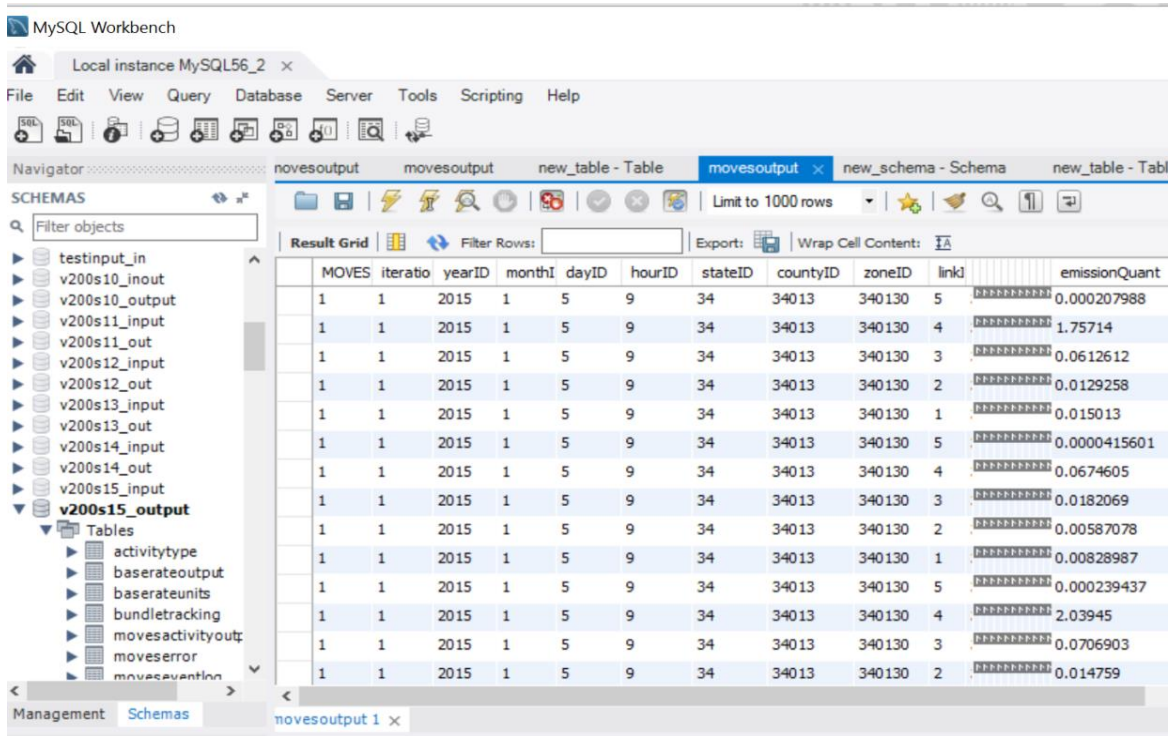 MySQL Workbench
Local instance MySQL56_2
File Edit View Query Database Server Tools Scripting Help
Navigator
SCHEMAS
Filter objects
testinput_in
v200s10_inout
v200s10_output
v200s11_input
v200s11_out
v200s12_input
v200s12_out
v200s13_input
v200s13_out
v200s14_input
v200s14_out
v200s15_input
v200s15_output
Tables
activitytype
baserateoutput
baserateunits
bundletracking
movesactivityoutp
moveserror
moveseventlog
Management Schemas
movesoutput movesoutput new_table - Table movesoutput new_schema - Schema new_table - Tabl
Limit to 1000 rows
Result Grid Filter Rows: Export: Wrap Cell Content:
MOVES iteratio yearID monthI dayID hourID stateID countyID zoneID linkI emissionQuant
1 1 2015 1 5 9 34 34013 340130 5 0.000207988
1 1 2015 1 5 9 34 34013 340130 4 1.75714
1 1 2015 1 5 9 34 34013 340130 3 0.0612612
1 1 2015 1 5 9 34 34013 340130 2 0.0129258
1 1 2015 1 5 9 34 34013 340130 1 0.015013
1 1 2015 1 5 9 34 34013 340130 5 0.0000415601
1 1 2015 1 5 9 34 34013 340130 4 0.0674605
1 1 2015 1 5 9 34 34013 340130 3 0.0182069
1 1 2015 1 5 9 34 34013 340130 2 0.00587078
1 1 2015 1 5 9 34 34013 340130 1 0.00828987
1 1 2015 1 5 9 34 34013 340130 5 0.000239437
1 1 2015 1 5 9 34 34013 340130 4 2.03945
1 1 2015 1 5 9 34 34013 340130 3 0.0706903
1 1 2015 1 5 9 34 34013 340130 2 0.014759
movesoutput 1